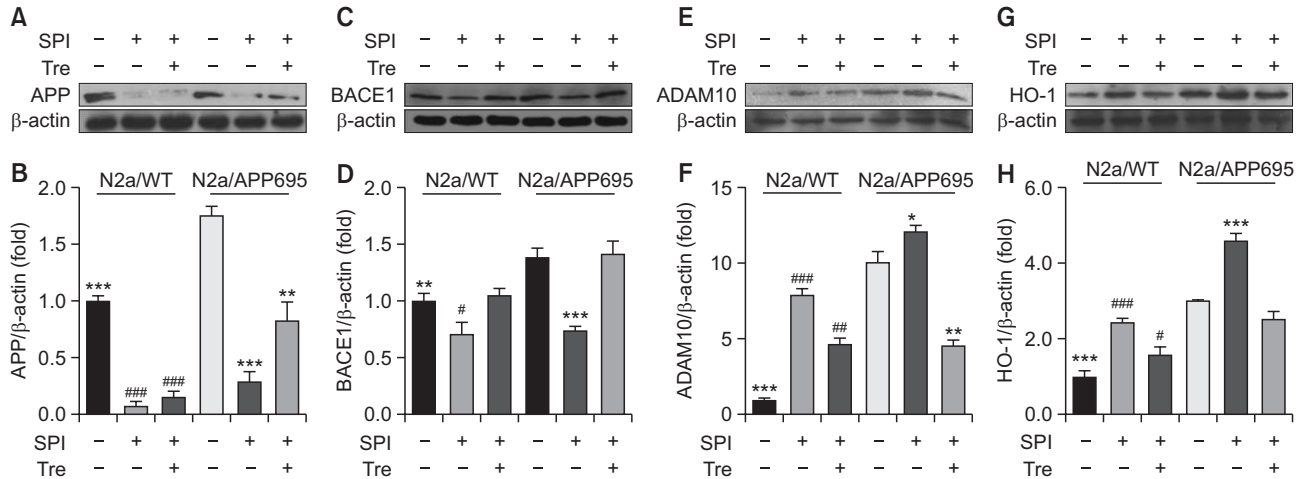 A
SPI – + + – + +
Tre – – + – – +
APP
β-actin
C
SPI – + + – + +
Tre – – + – – +
BACE1
β-actin
E
SPI – + + – + +
Tre – – + – – +
ADAM10
β-actin
G
SPI – + + – + +
Tre – – + – – +
HO-1
β-actin
B
N2a/WT N2a/APP695
APP/β-actin (fold)
2.0
1.5
1.0
0.5
0.0
*** ### ### *** **
SPI – + + – + +
Tre – – + – – +
D
N2a/WT N2a/APP695
BACE1/β-actin (fold)
2.0
1.5
1.0
0.5
0.0
** # ***
SPI – + + – + +
Tre – – + – – +
F
N2a/WT N2a/APP695
ADAM10/β-actin (fold)
15
10
5
0
*** ### ## * **
SPI – + + – + +
Tre – – + – – +
H
N2a/WT N2a/APP695
HO-1/β-actin (fold)
6.0
4.0
2.0
0.0
*** ### # ***
SPI – + + – + +
Tre – – + – – +